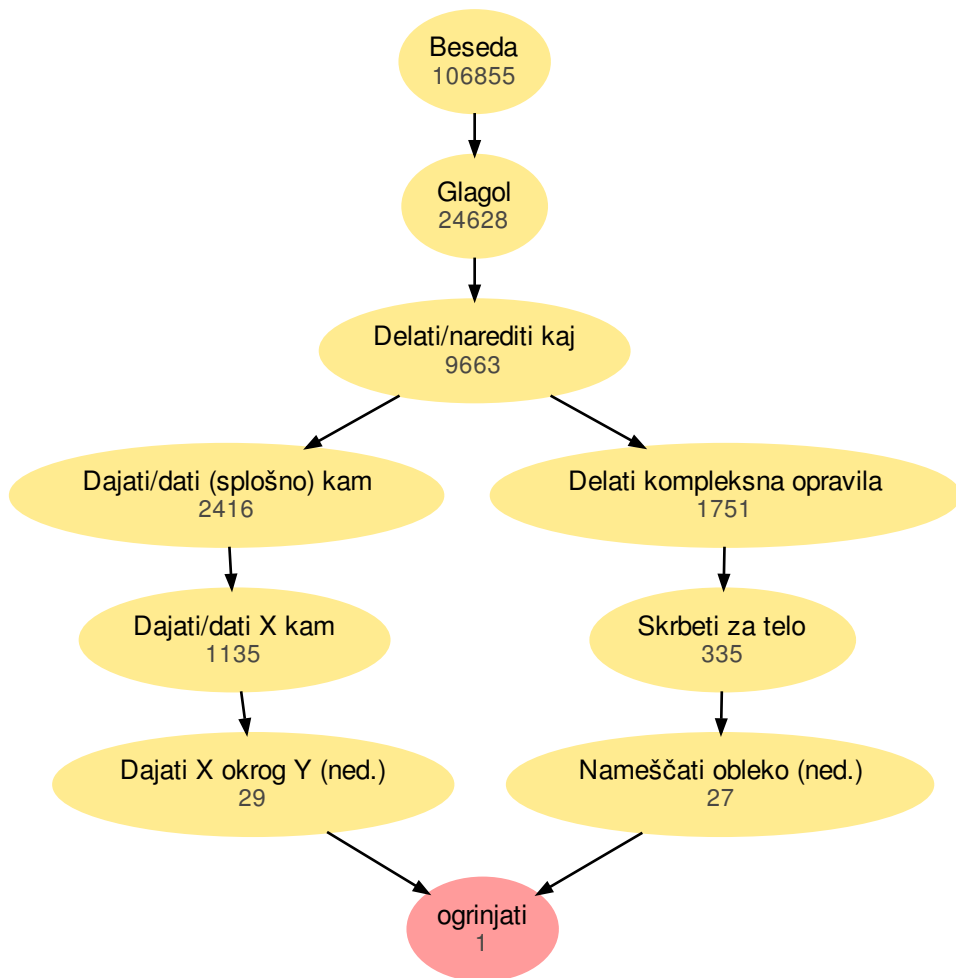 Beseda
106855
Glagol
24628
Delati/narediti kaj
9663
Dajati/dati (splošno) kam
2416
Delati kompleksna opravila
1751
Dajati/dati X kam
1135
Skrbeti za telo
335
Dajati X okrog Y (ned.)
29
Nameščati obleko (ned.)
27
ogrinjati
1